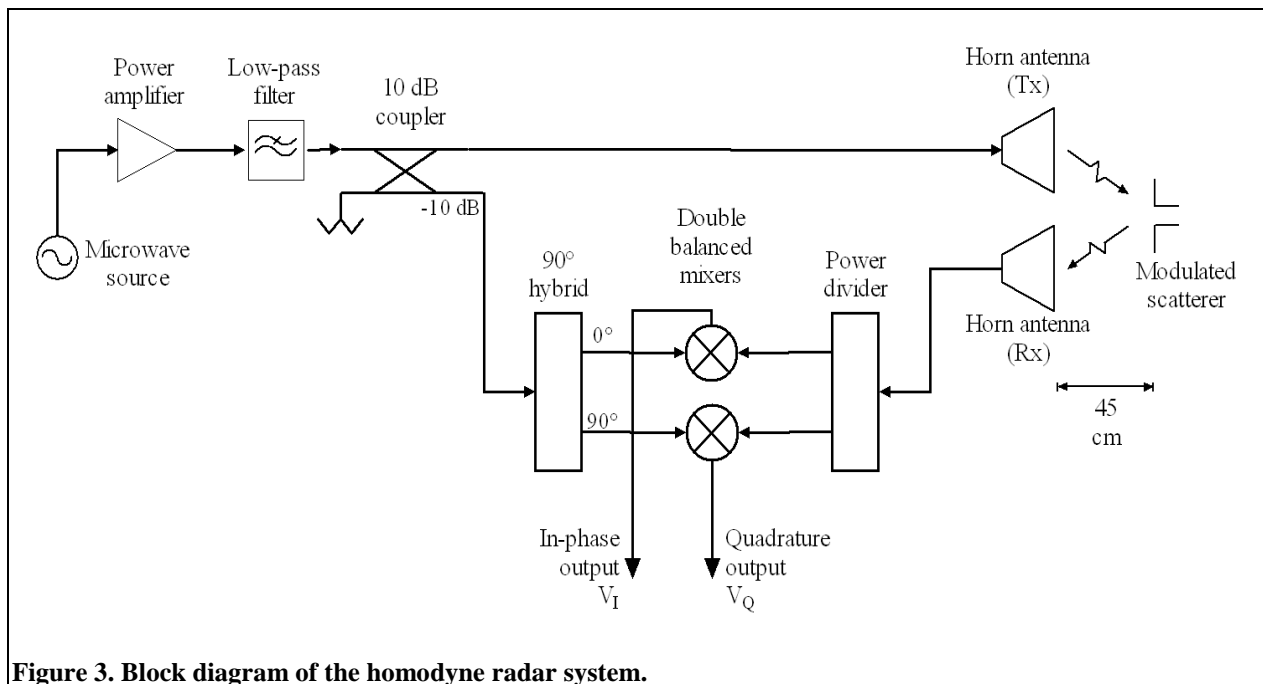 Power
amplifier
Low-pass
filter
10 dB
coupler
Horn antenna
(Tx)
-10 dB
Microwave
source
90° 
hybrid
0°
90°
Double
balanced
mixers
Power
divider
Modulated
scatterer
Horn antenna
(Rx)
45
cm
In-phase
output
V_I
Quadrature
output
V_Q
Figure 3. Block diagram of the homodyne radar system.